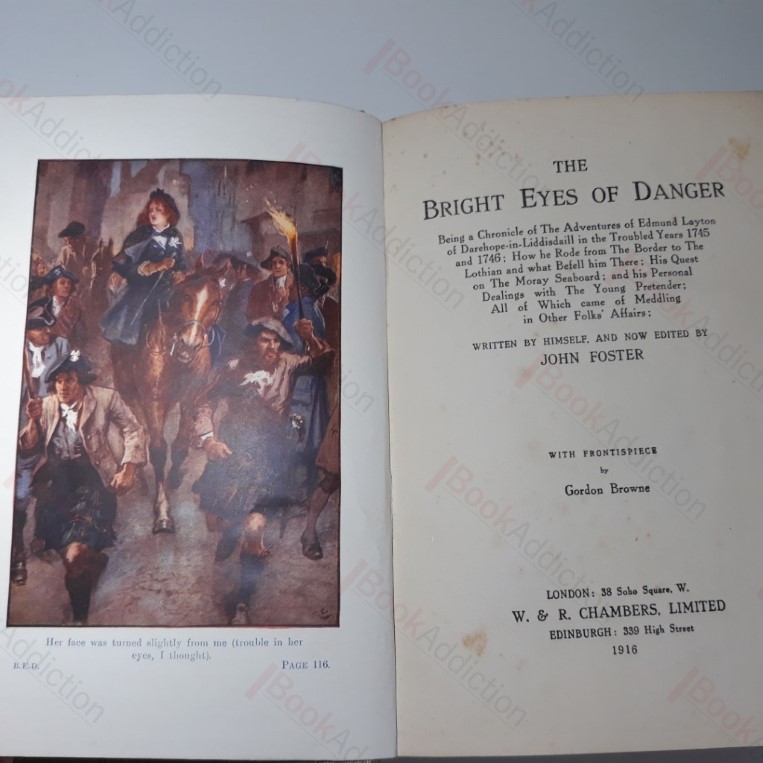 Her face was turned slightly from me (trouble in her
eyes, I thought).
B.E.D.
PAGE 116.
THE
BRIGHT EYES OF DANGER
Being a Chronicle of The Adventures of Edmund Layton
of Darehope-in-Liddisdaill in the Troubled Years 1745
and 1746; How he Rode from The Border to The
Lothian and what Befell him There; His Quest
on The Moray Seaboard; and his Personal
Dealings with The Young Pretender;
All of Which came of Meddling
in Other Folks' Affairs;
WRITTEN BY HIMSELF, AND NOW EDITED BY
JOHN FOSTER
WITH FRONTISPIECE
by
Gordon Browne
LONDON: 38 Soho Square, W.
W. & R. CHAMBERS, LIMITED
EDINBURGH: 339 High Street
1916
BookAddiction